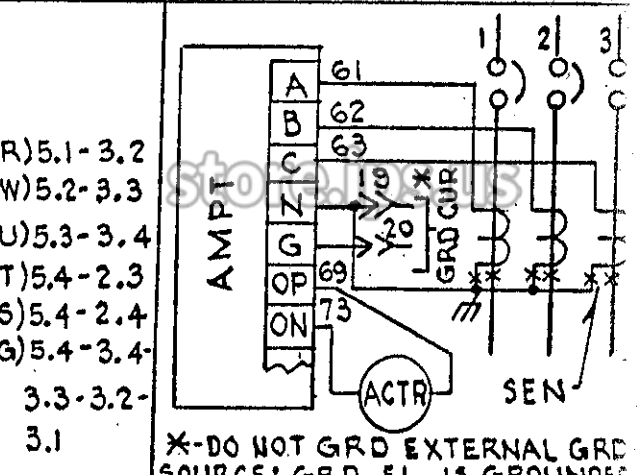 1 2 3
A 61
B 62
C 63
N 19
G 20
OP 69
ON 73
AMPT
* GRD CUR
ACTR
SEN
R)5.1-3.2
W)5.2-3.3
U)5.3-3.4
T)5.4-2.3
S)5.4-2.4
G)5.4-3.4-
3.3-3.2-
3.1
*-DO NOT GRD EXTERNAL GRD